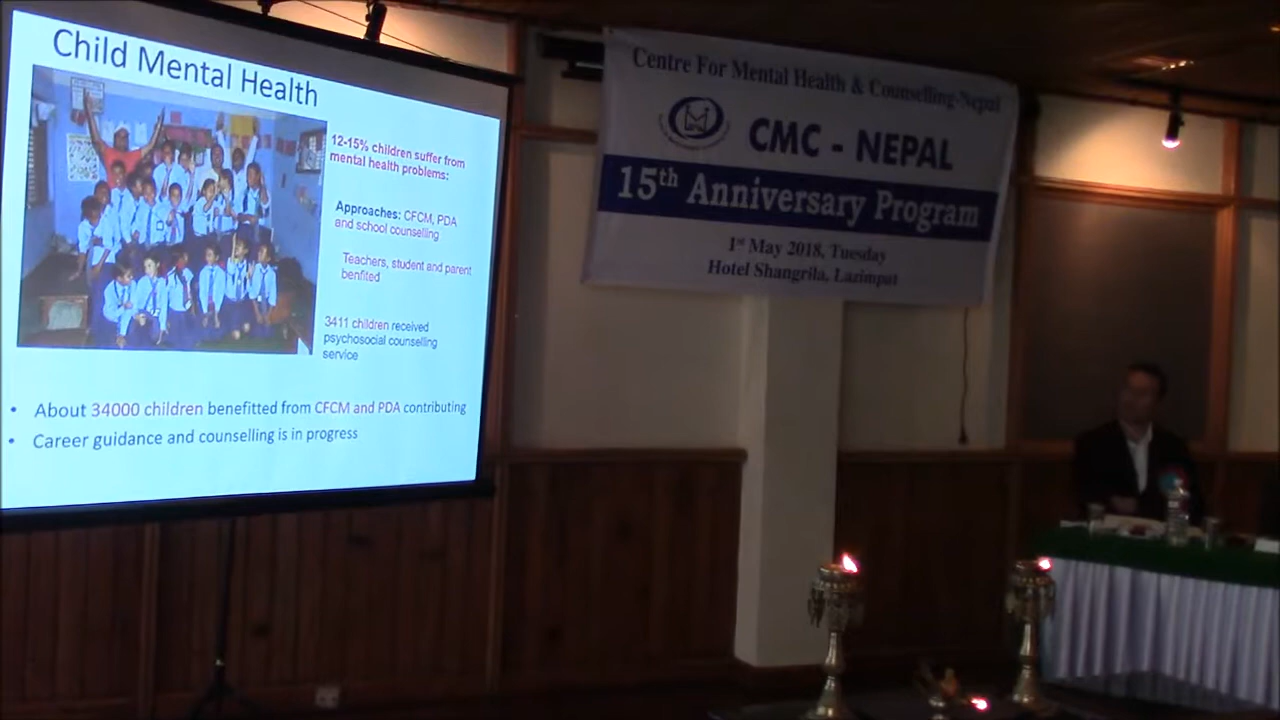 Child Mental Health
12-15% children suffer from
mental health problems:
Approaches: CFCM, PDA
and school counselling
Teachers, student and parent
benfited
3411 children received
psychosocial counselling
service
• About 34000 children benefitted from CFCM and PDA contributing
• Career guidance and counselling is in progress
Centre For Mental Health & Counselling-Nepal
CMC - NEPAL
15th Anniversary Program
1st May 2018, Tuesday
Hotel Shangrila, Lazimpat